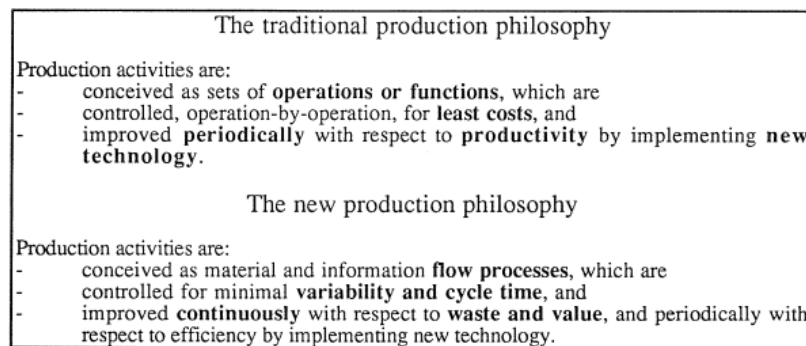 The traditional production philosophy
Production activities are:
- conceived as sets of operations or functions, which are
- controlled, operation-by-operation, for least costs, and
- improved periodically with respect to productivity by implementing new
technology.
The new production philosophy
Production activities are:
- conceived as material and information flow processes, which are
- controlled for minimal variability and cycle time, and
- improved continuously with respect to waste and value, and periodically with
respect to efficiency by implementing new technology.